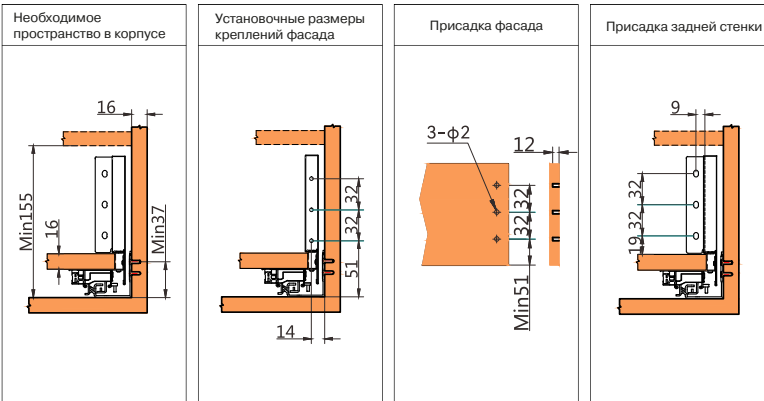 Необходимое
пространство в корпусе
16
Min155
16
Min37
Установочные размеры
креплений фасада
32
32
51
14
Присадка фасада
3-ф2
12
32
32
Min51
Присадка задней стенки
9
32
32
19